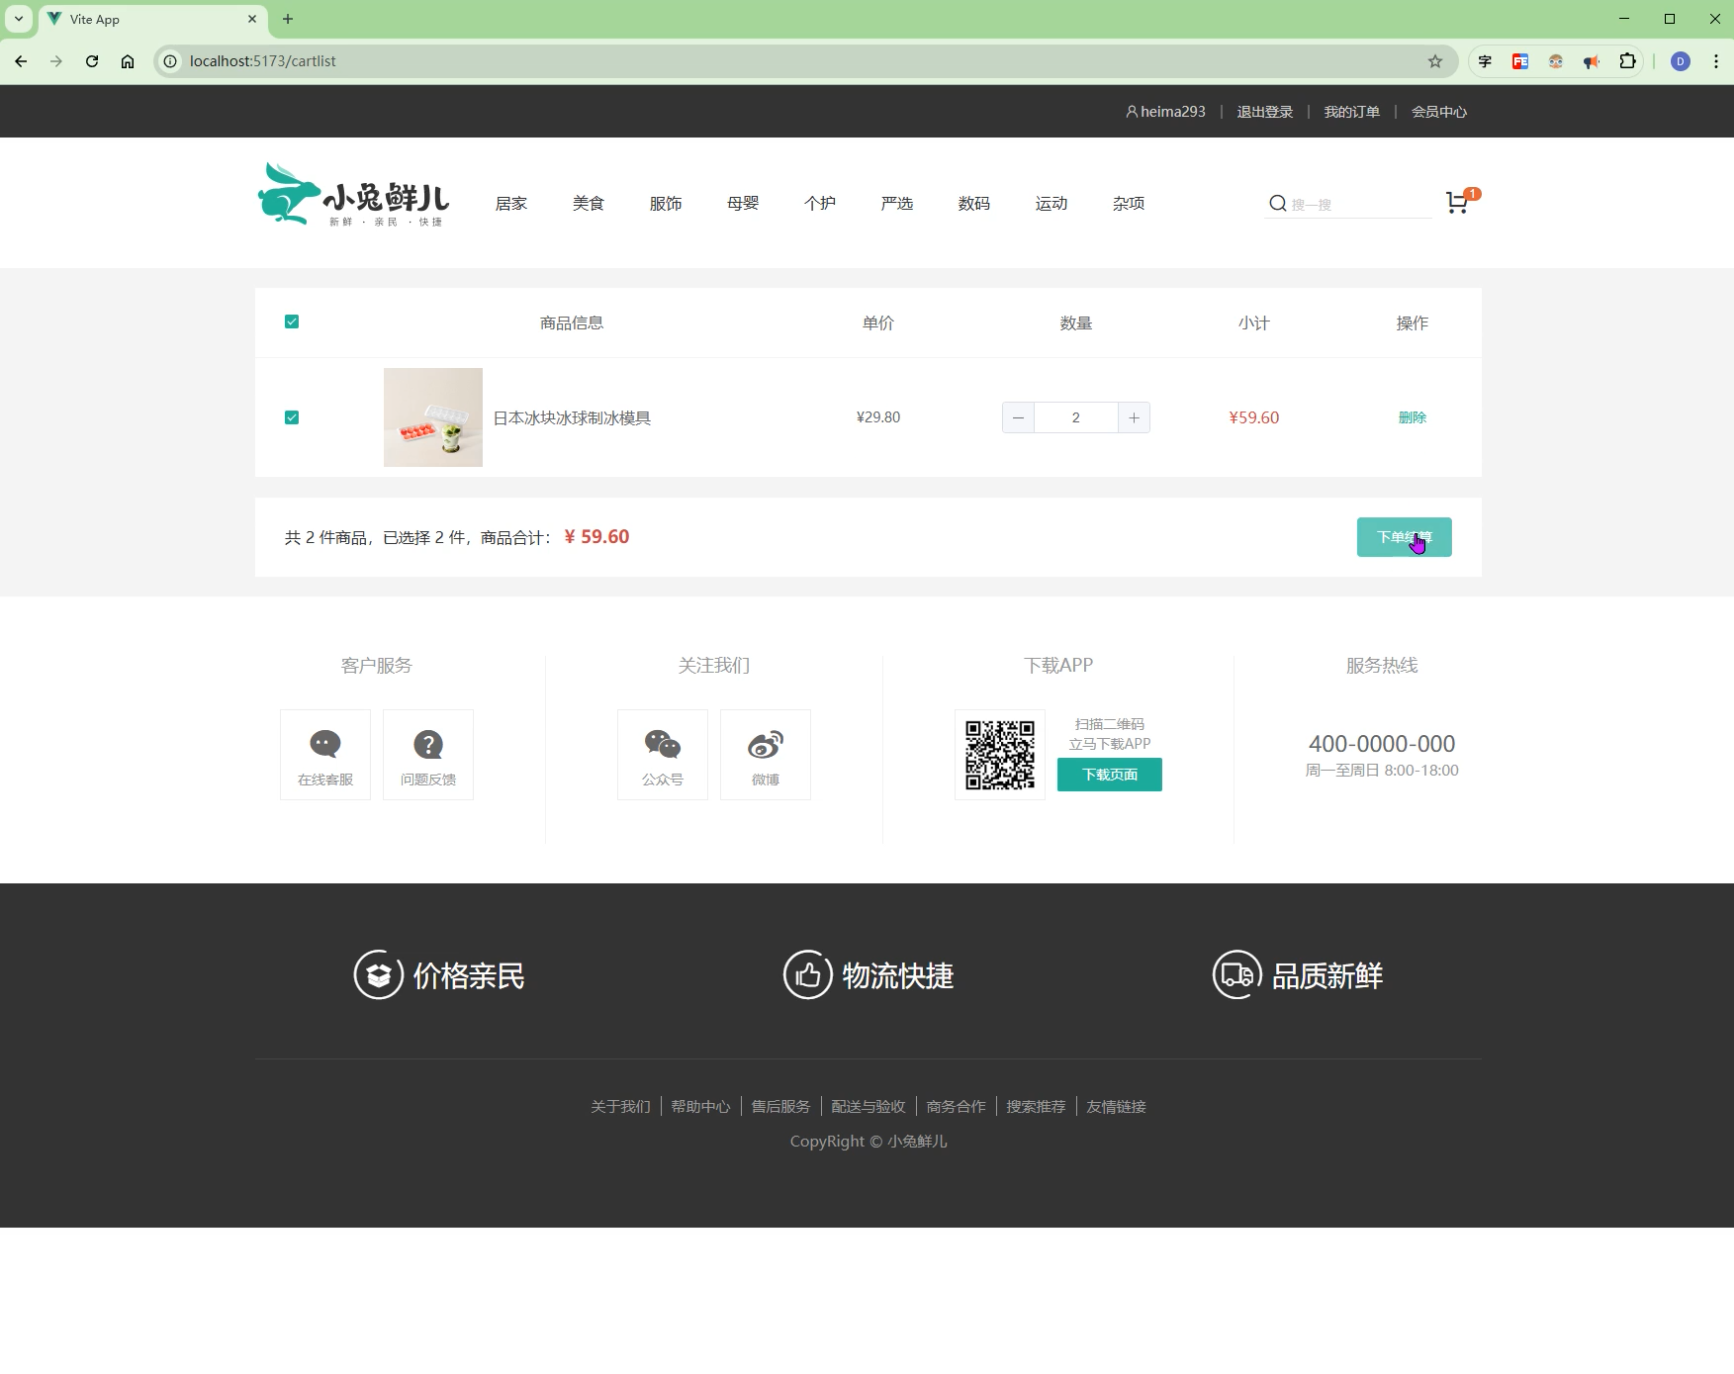 Vite App
localhost:5173/cartlist
heima293 退出登录 我的订单 会员中心
小兔鲜儿
新鲜 · 亲民 · 快捷
居家 美食 服饰 母婴 个护 严选 数码 运动 杂项
搜一搜
1
商品信息 单价 数量 小计 操作
日本冰块冰球制冰模具 ¥29.80 2 ¥59.60 删除
共 2 件商品，已选择 2 件，商品合计： ¥ 59.60
下单结算
客户服务 关注我们 下载APP 服务热线
在线客服 问题反馈 公众号 微博
扫描二维码
立马下载APP
下载页面
400-0000-000
周一至周日 8:00-18:00
价格亲民 物流快捷 品质新鲜
关于我们 帮助中心 售后服务 配送与验收 商务合作 搜索推荐 友情链接
CopyRight © 小兔鲜儿